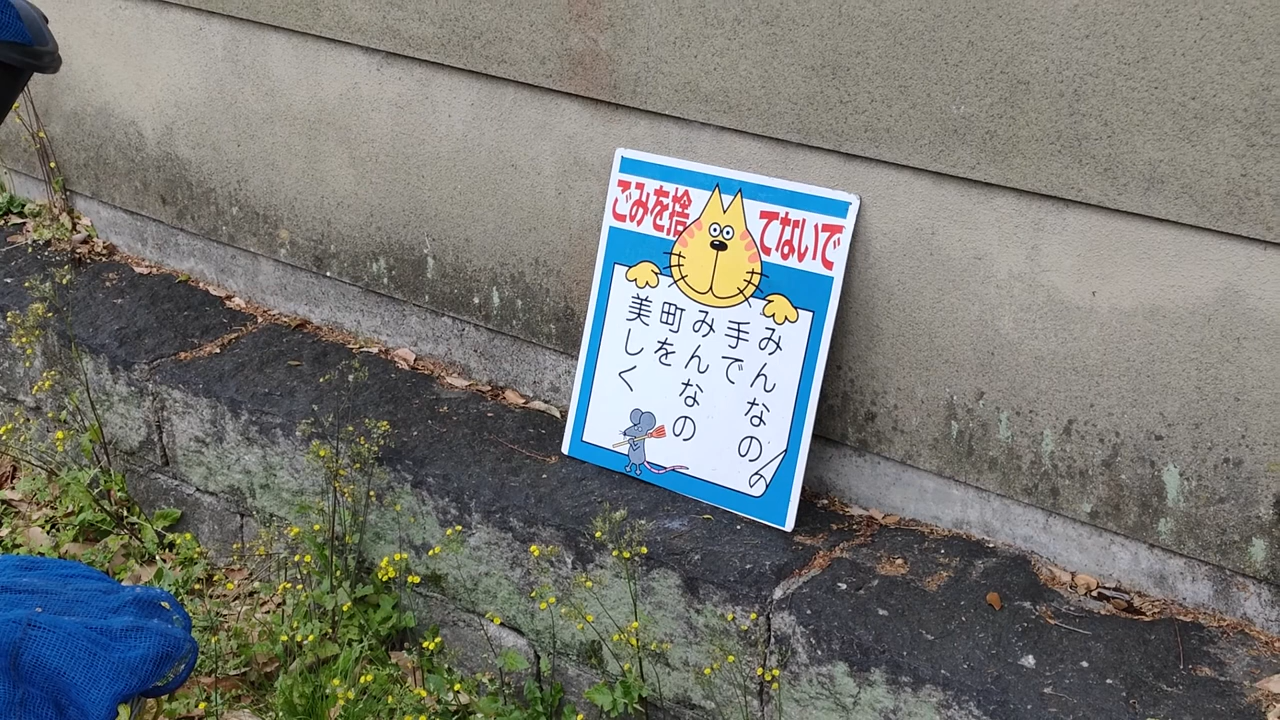 ごみを捨てないで
みんなの
手で
みんなの
町を
美しく